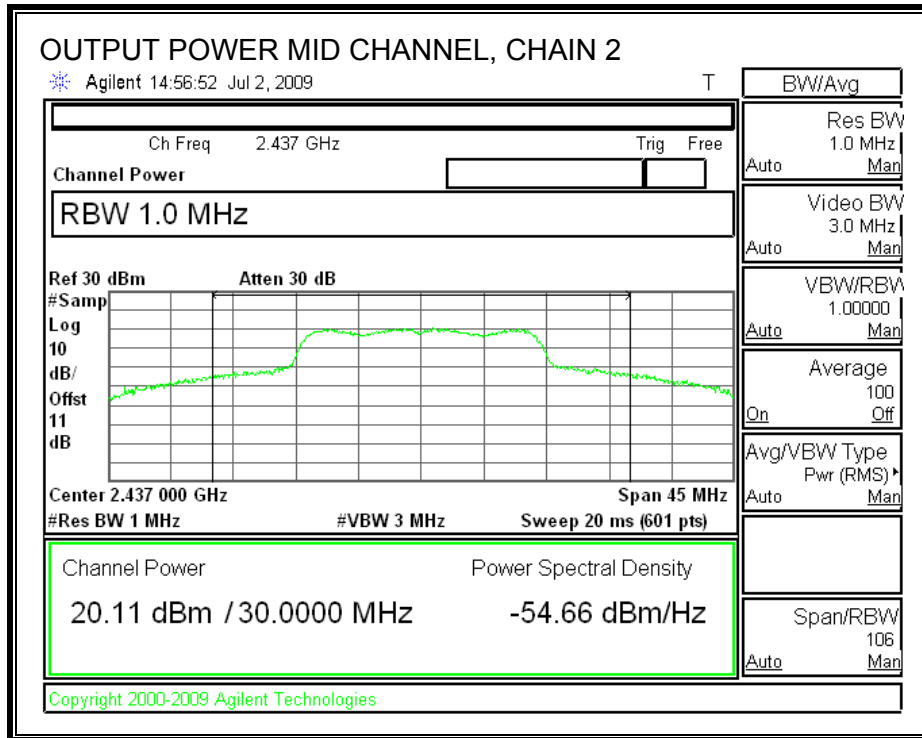 OUTPUT POWER MID CHANNEL, CHAIN 2
Agilent 14:56:52 Jul 2, 2009 T
BW/Avg
Ch Freq 2.437 GHz Trig Free
Channel Power
RBW 1.0 MHz
Ref 30 dBm Atten 30 dB
#Samp
Log
10
dB/
Offst
11
dB
Center 2.437 000 GHz Span 45 MHz
#Res BW 1 MHz #VBW 3 MHz Sweep 20 ms (601 pts)
Channel Power Power Spectral Density
20.11 dBm / 30.0000 MHz -54.66 dBm/Hz
Copyright 2000-2009 Agilent Technologies
Res BW
1.0 MHz
Auto Man
Video BW
3.0 MHz
Auto Man
VBW/RBW
1.00000
Auto Man
Average
100
On Off
Avg/VBW Type
Pwr (RMS)
Auto Man
Span/RBW
106
Auto Man